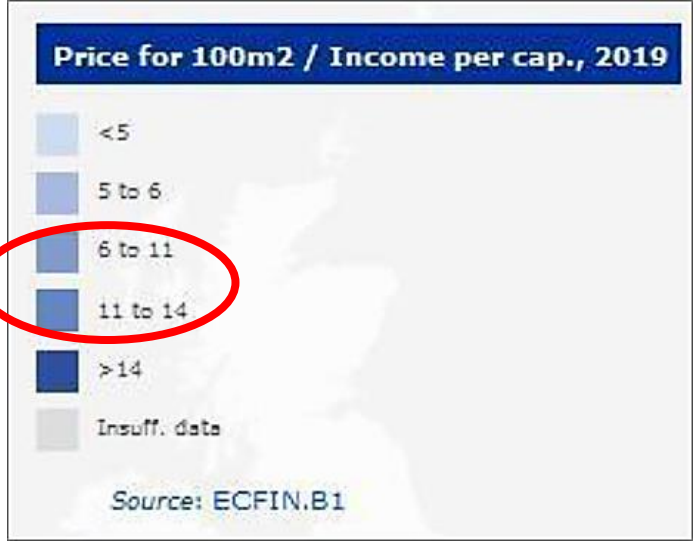 Price for 100m2 / Income per cap., 2019
<5
5 to 6
6 to 11
11 to 14
>14
Insuff. data
Source: ECFIN.B1